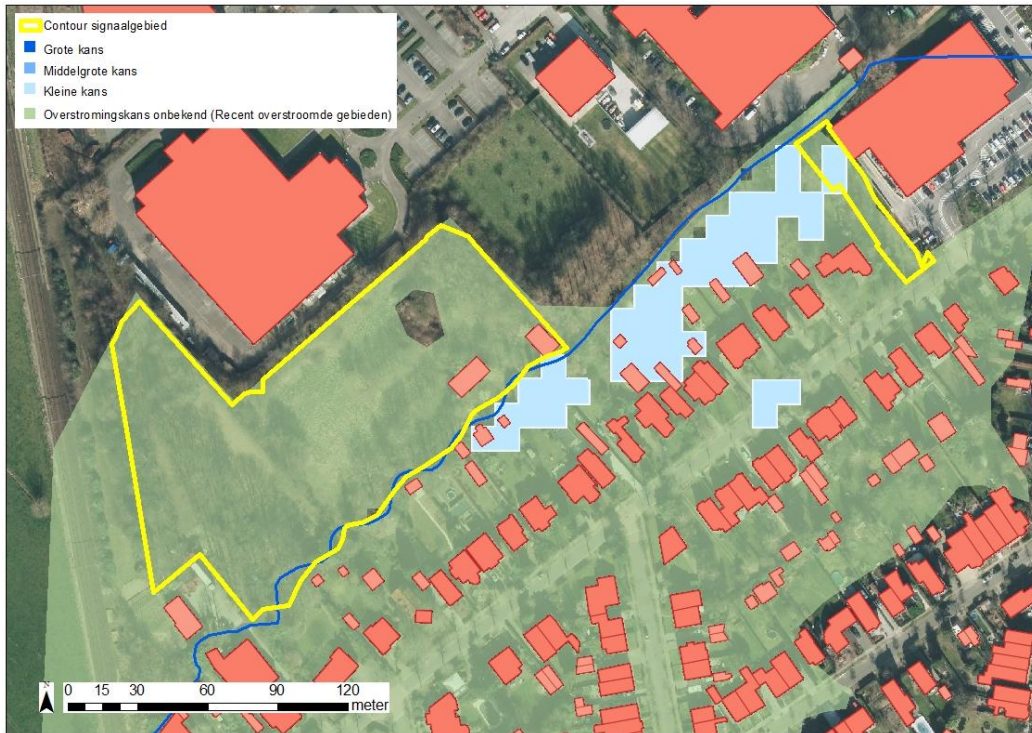 Contour signaalgebied
Grote kans
Middelgrote kans
Kleine kans
Overstromingskans onbekend (Recent overstroomde gebieden)
N
0 15 30 60 90 120
meter